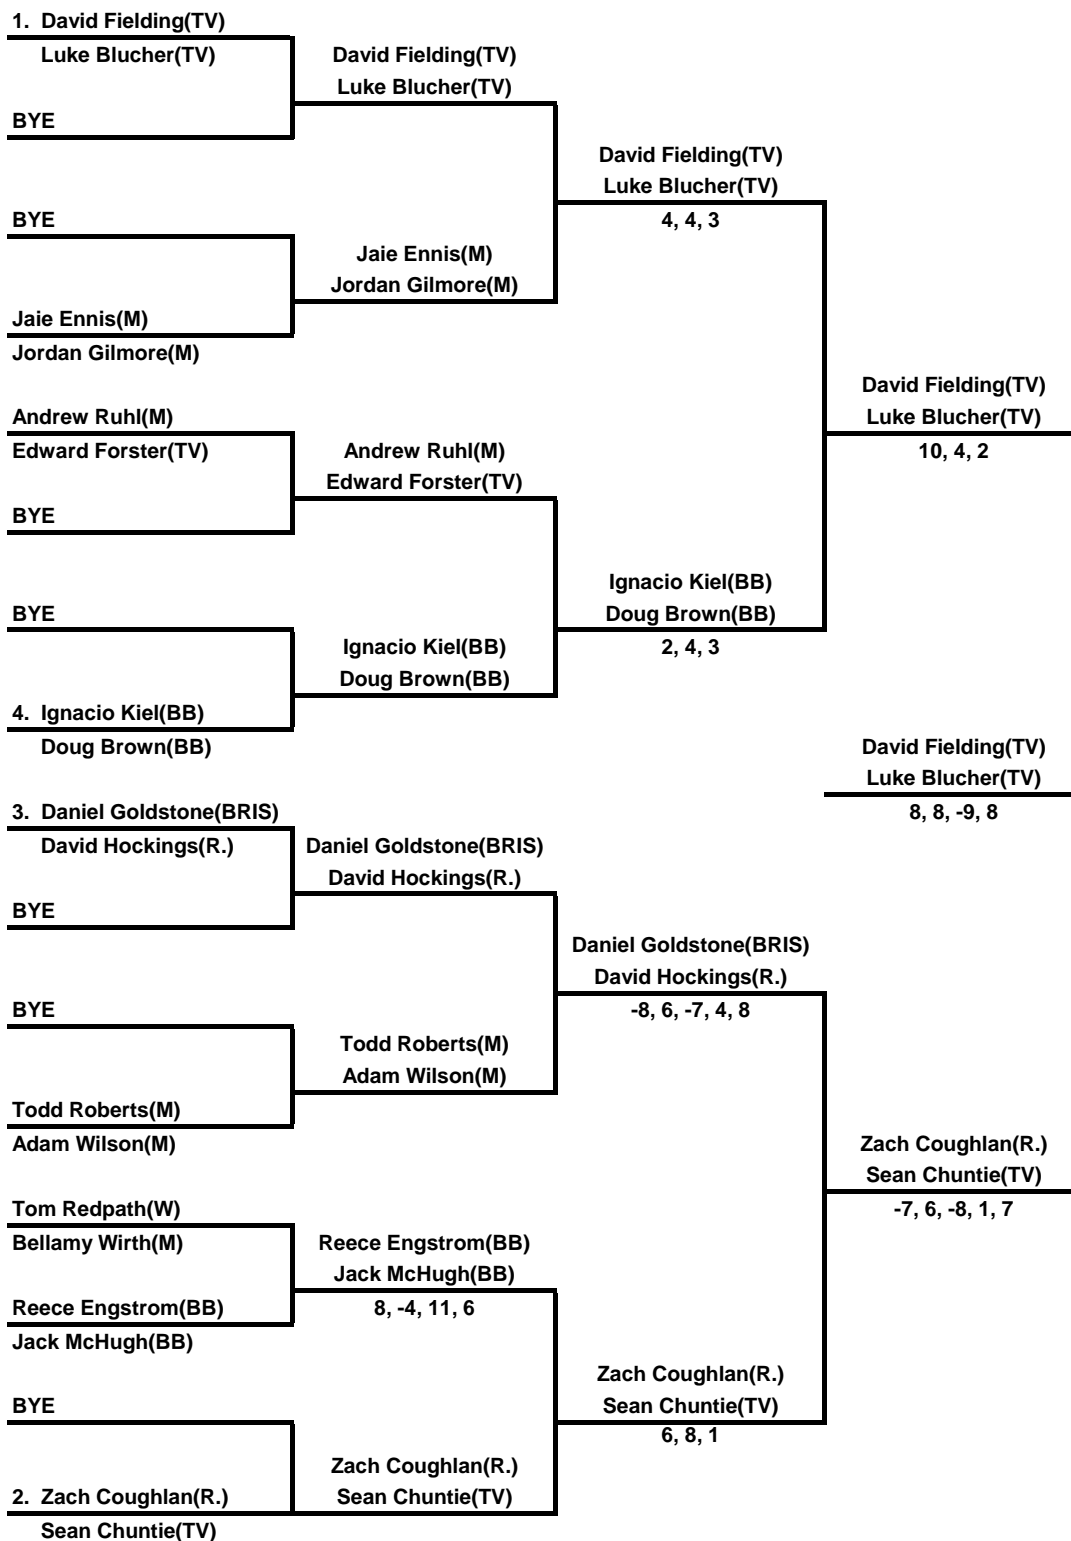 1. David Fielding(TV)
Luke Blucher(TV)
David Fielding(TV)
Luke Blucher(TV)
BYE
David Fielding(TV)
Luke Blucher(TV)
4, 4, 3
BYE
Jaie Ennis(M)
Jordan Gilmore(M)
Jaie Ennis(M)
Jordan Gilmore(M)
David Fielding(TV)
Luke Blucher(TV)
10, 4, 2
Andrew Ruhl(M)
Edward Forster(TV)
Andrew Ruhl(M)
Edward Forster(TV)
BYE
Ignacio Kiel(BB)
Doug Brown(BB)
2, 4, 3
BYE
Ignacio Kiel(BB)
Doug Brown(BB)
4. Ignacio Kiel(BB)
Doug Brown(BB)
David Fielding(TV)
Luke Blucher(TV)
8, 8, -9, 8
3. Daniel Goldstone(BRIS)
David Hockings(R.)
Daniel Goldstone(BRIS)
David Hockings(R.)
BYE
Daniel Goldstone(BRIS)
David Hockings(R.)
-8, 6, -7, 4, 8
BYE
Todd Roberts(M)
Adam Wilson(M)
Todd Roberts(M)
Adam Wilson(M)
Zach Coughlan(R.)
Sean Chuntie(TV)
-7, 6, -8, 1, 7
Tom Redpath(W)
Bellamy Wirth(M)
Reece Engstrom(BB)
Jack McHugh(BB)
8, -4, 11, 6
Reece Engstrom(BB)
Jack McHugh(BB)
Zach Coughlan(R.)
Sean Chuntie(TV)
6, 8, 1
BYE
Zach Coughlan(R.)
Sean Chuntie(TV)
2. Zach Coughlan(R.)
Sean Chuntie(TV)